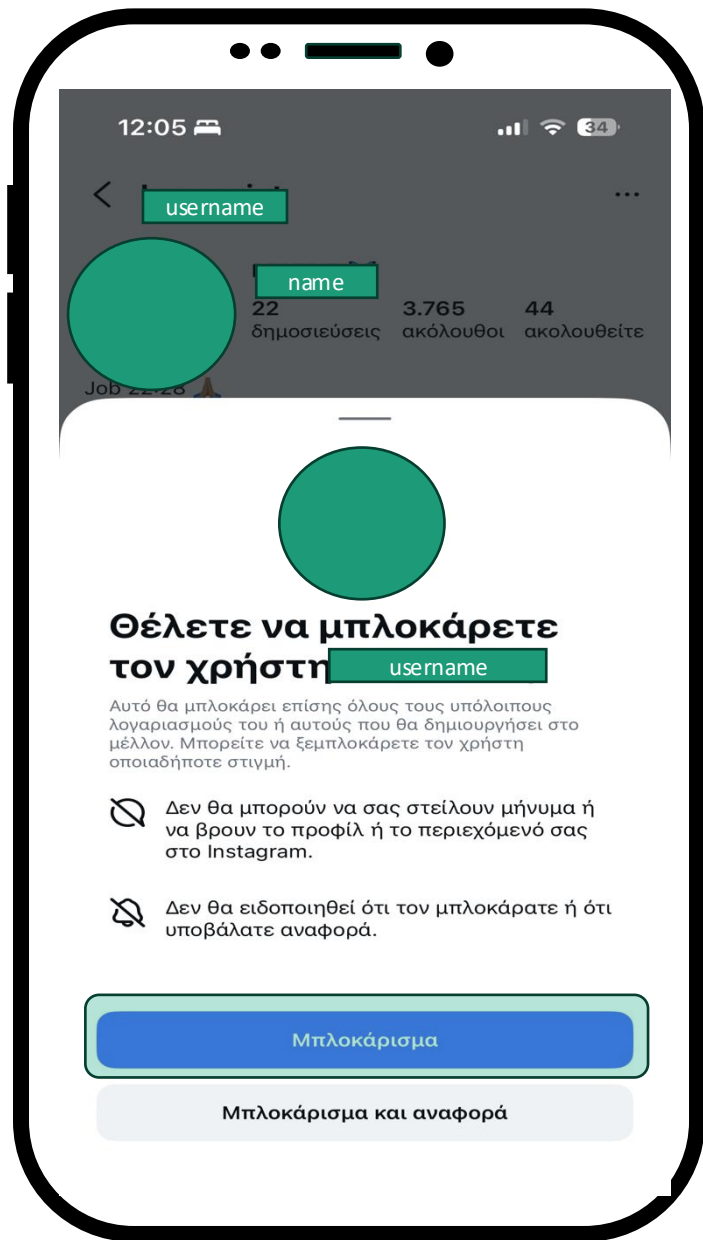 12:05
34
username
name
22 3.765 44
δημοσιεύσεις ακόλουθοι ακολουθείτε
Job 22:28 🙏🏽
Θέλετε να μπλοκάρετε
τον χρήστη username
Αυτό θα μπλοκάρει επίσης όλους τους υπόλοιπους
λογαριασμούς του ή αυτούς που θα δημιουργήσει στο
μέλλον. Μπορείτε να ξεμπλοκάρετε τον χρήστη
οποιαδήποτε στιγμή.
Δεν θα μπορούν να σας στείλουν μήνυμα ή
να βρουν το προφίλ ή το περιεχόμενό σας
στο Instagram.
Δεν θα ειδοποιηθεί ότι τον μπλοκάρατε ή ότι
υποβάλατε αναφορά.
Μπλοκάρισμα
Μπλοκάρισμα και αναφορά